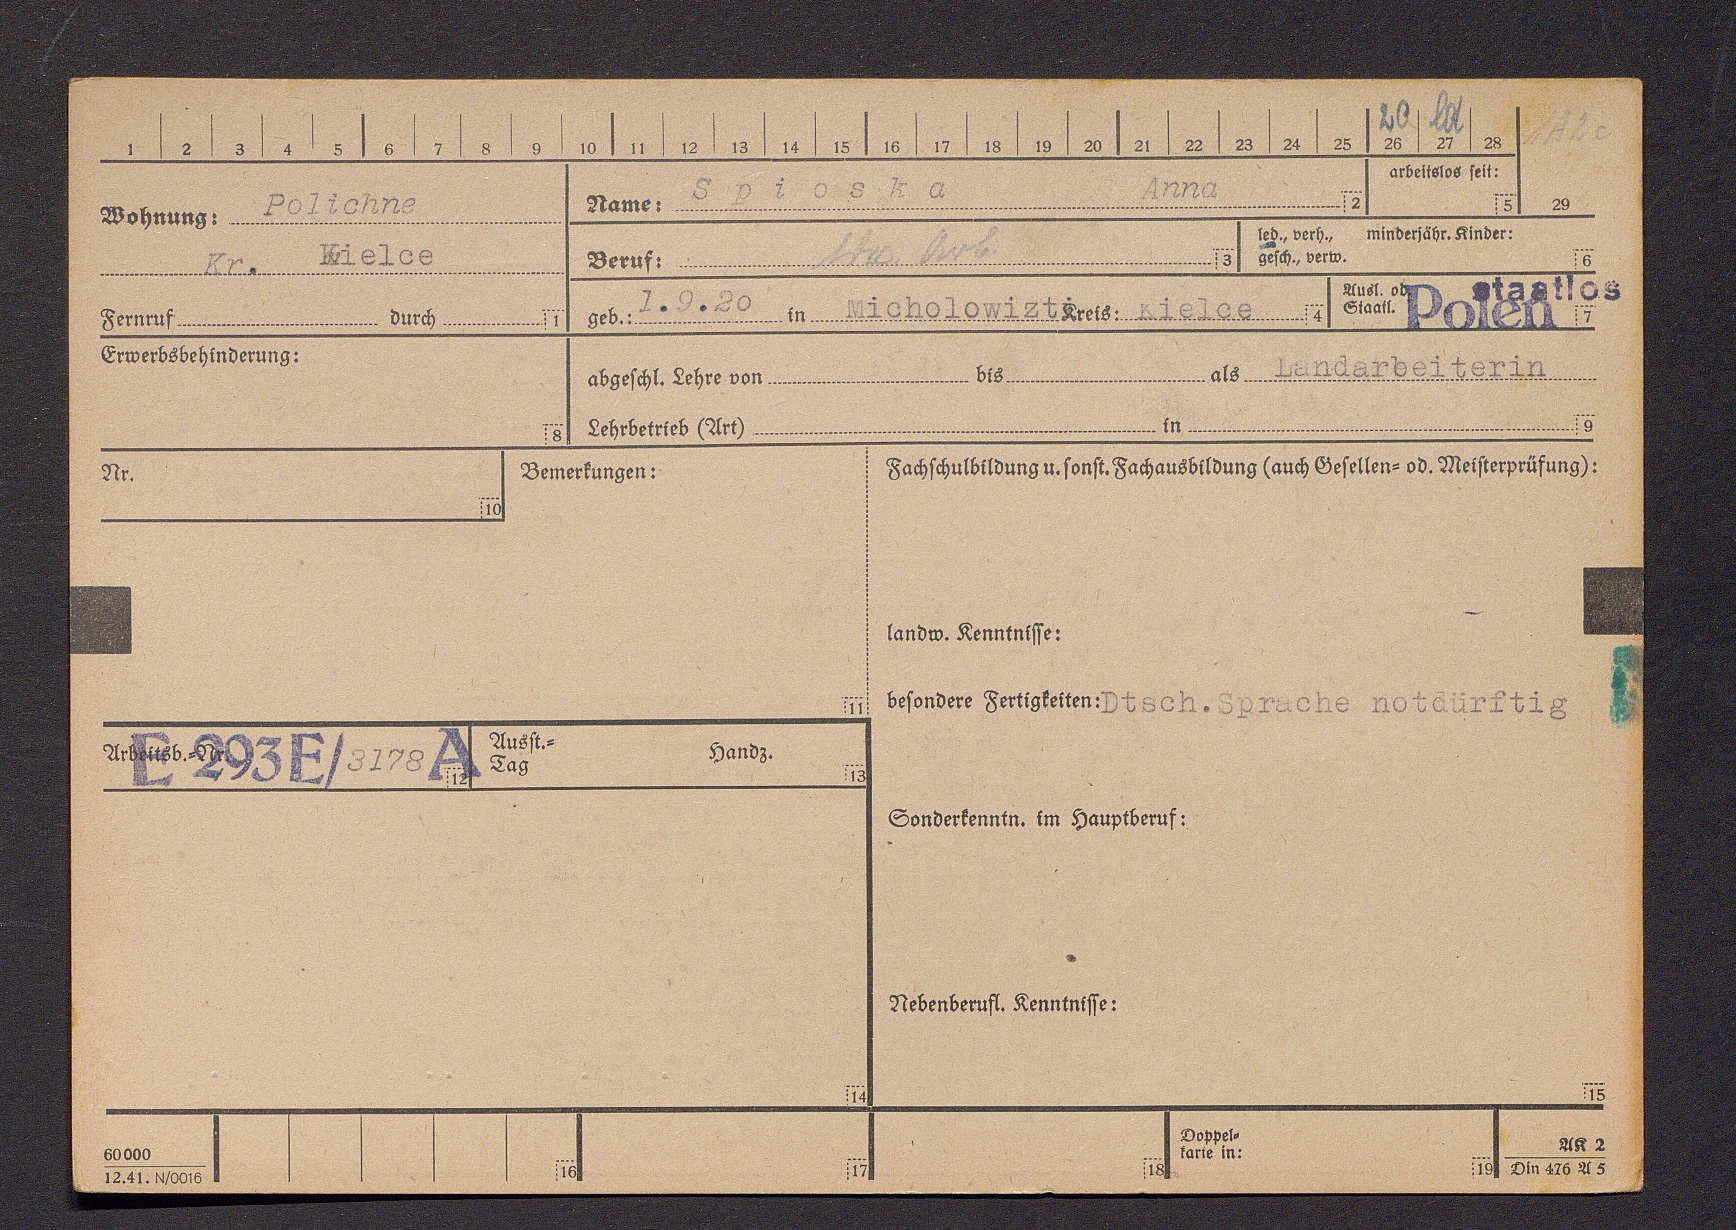 20 led
1 2 3 4 5 6 7 8 9 10 11 12 13 14 15 16 17 18 19 20 21 22 23 24 25 26 27 28
Wohnung: Polichne
Kr. Kielce
Fernruf durch 1
Name: Spioska Anna 2
arbeitslos seit: 5 29
Beruf: 3
led., verh., minderjähr. Kinder:
gesch., verw. 6
geb.: 1.9.20 in Micholowizti Kreis: Kielce 4
Ausl. od. staatlos
Staatl. Polen 7
Erwerbsbehinderung: 8
abgeschl. Lehre von bis als Landarbeiterin
Lehrbetrieb (Art) in 9
Nr. 10
Bemerkungen: 11
Fachschulbildung u. sonst. Fachausbildung (auch Gesellen- od. Meisterprüfung):
landw. Kenntnisse:
besondere Fertigkeiten: Dtsch.Sprache notdürftig
Arbeitsb.-Nr. E 293E/3178 A 12
Ausst.-
Tag Handz. 13
Sonderkenntn. im Hauptberuf:
Nebenberufl. Kenntnisse:
14 15
60000
12.41. N/0016
16 17 18
Doppel-
karte in: 19
AK 2
Din 476 A 5